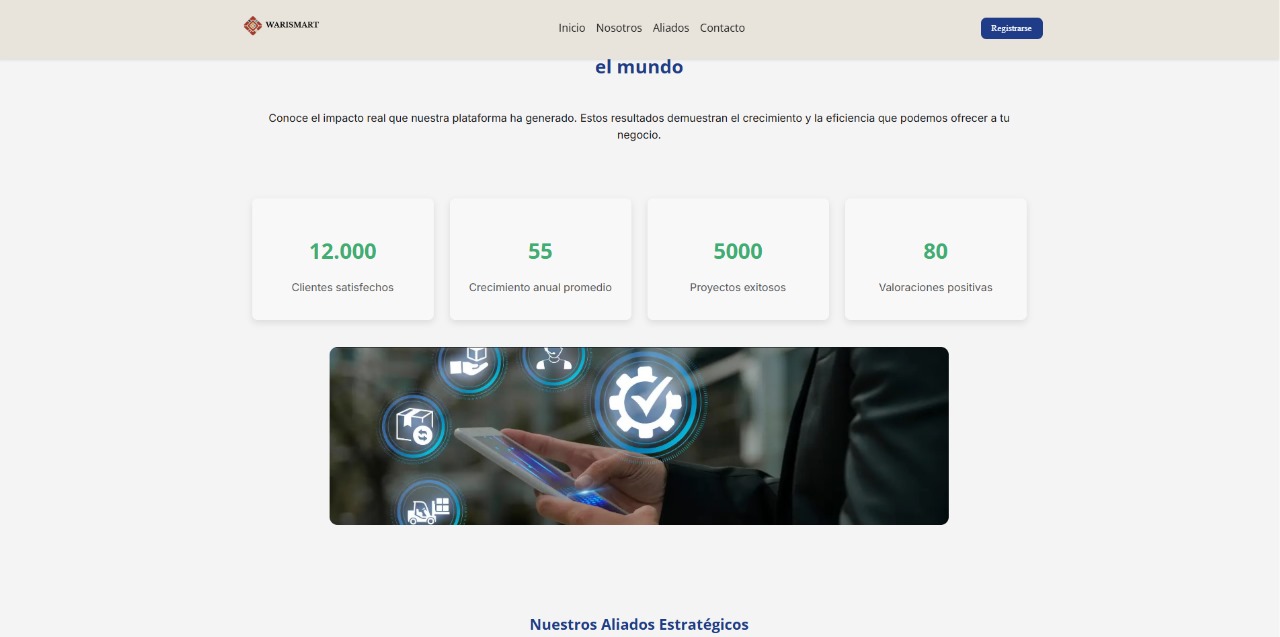 WARISMART
Inicio Nosotros Aliados Contacto
Registrarse
el mundo
Conoce el impacto real que nuestra plataforma ha generado. Estos resultados demuestran el crecimiento y la eficiencia que podemos ofrecer a tu
negocio.
12.000
Clientes satisfechos
55
Crecimiento anual promedio
5000
Proyectos exitosos
80
Valoraciones positivas
Nuestros Aliados Estratégicos